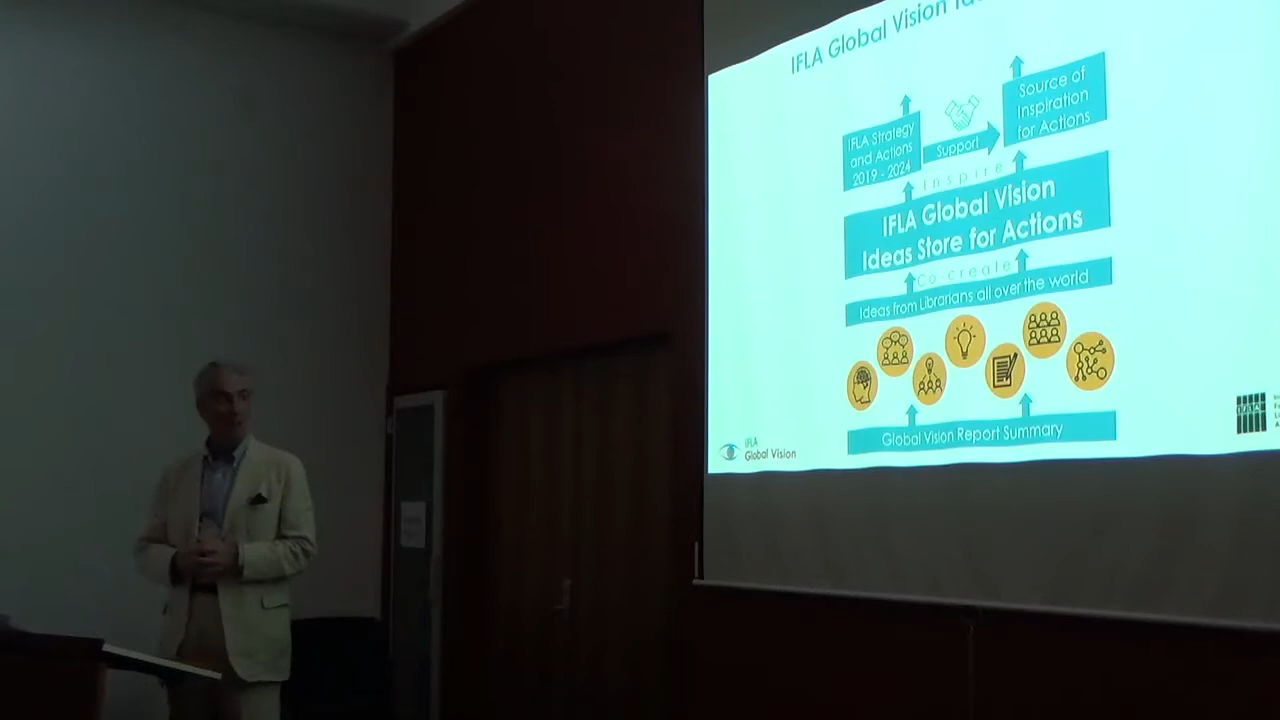 IFLA Global Vision
IFLA Strategy
and Actions
2019 - 2024
Support
Source of
Inspiration
for Actions
Inspire
IFLA Global Vision
Ideas Store for Actions
Co-create
Ideas from Librarians all over the world
Global Vision Report Summary
IFLA
Global Vision
IFLA